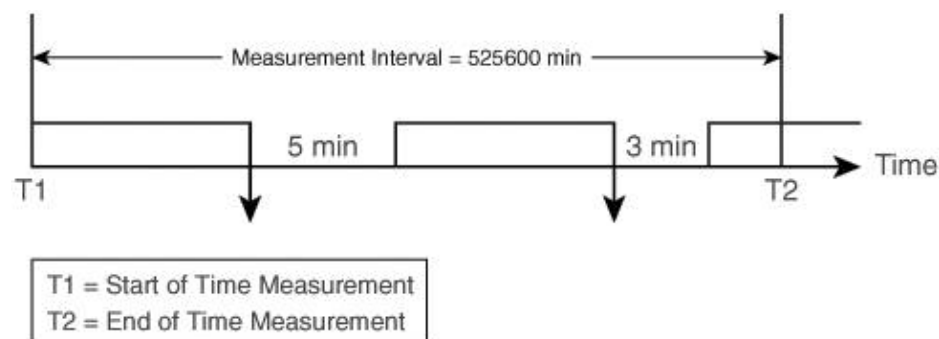 Measurement Interval = 525600 min
5 min
3 min
Time
T1
T2
T1 = Start of Time Measurement
T2 = End of Time Measurement